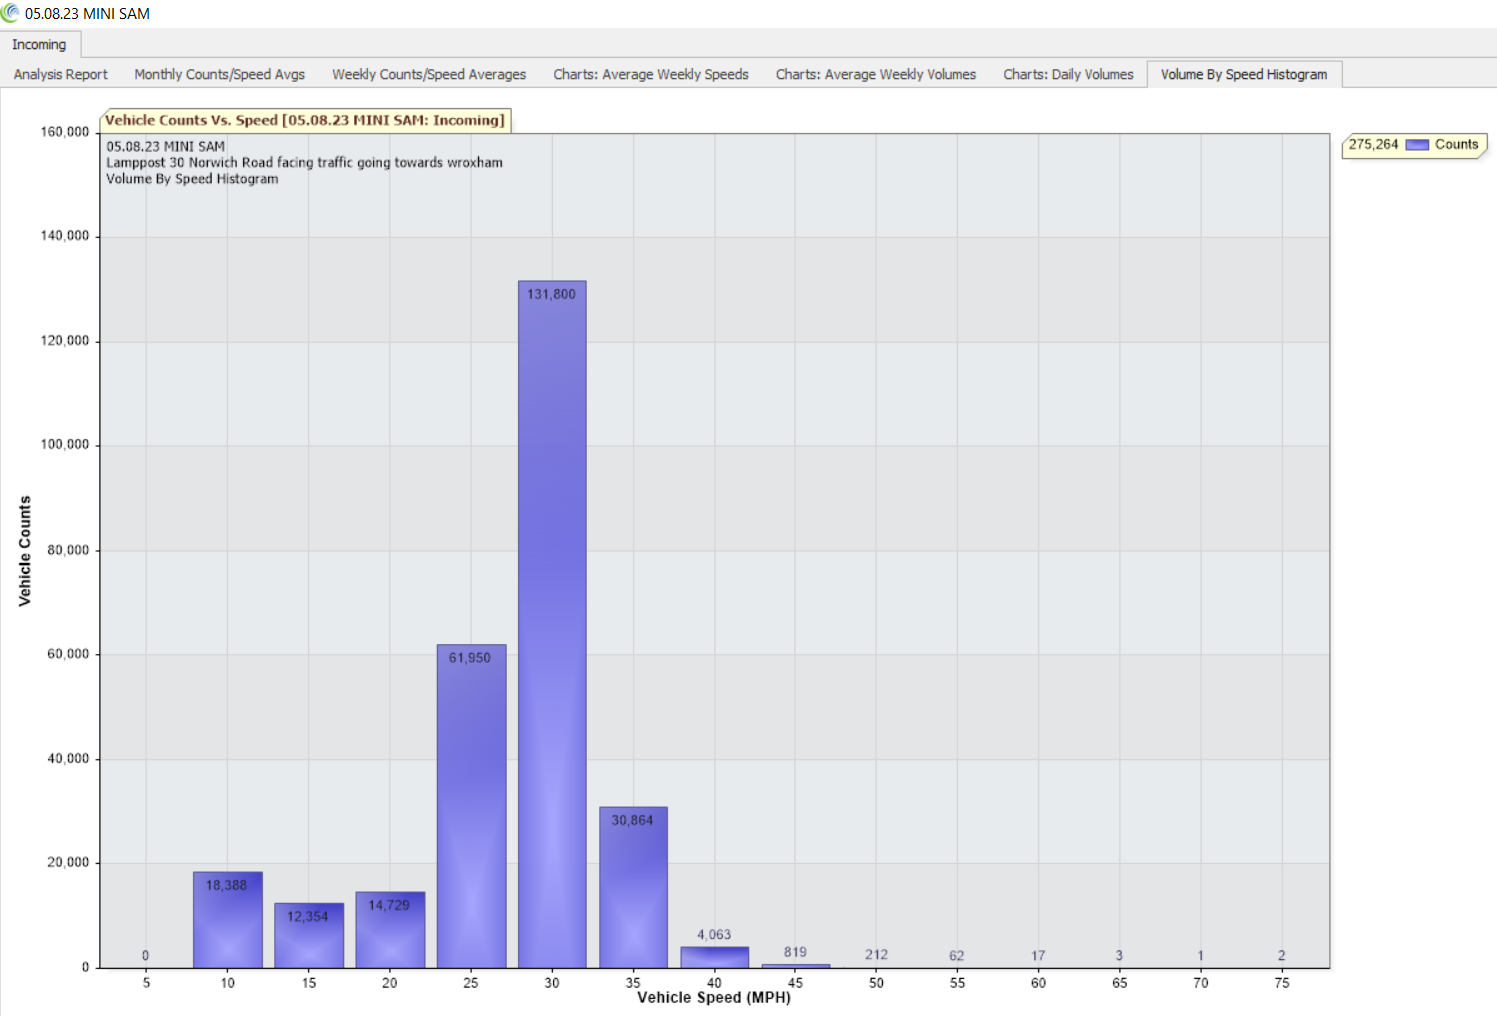 05.08.23 MINI SAM
Incoming
Analysis Report Monthly Counts/Speed Avgs Weekly Counts/Speed Averages Charts: Average Weekly Speeds Charts: Average Weekly Volumes Charts: Daily Volumes Volume By Speed Histogram
Vehicle Counts Vs. Speed [05.08.23 MINI SAM: Incoming]
05.08.23 MINI SAM
Lamppost 30 Norwich Road facing traffic going towards wroxham
Volume By Speed Histogram
275,264 Counts
160,000
140,000
120,000
100,000
80,000
60,000
40,000
20,000
0
Vehicle Counts
0 18,388 12,354 14,729 61,950 131,800 30,864 4,063 819 212 62 17 3 1 2
5 10 15 20 25 30 35 40 45 50 55 60 65 70 75
Vehicle Speed (MPH)